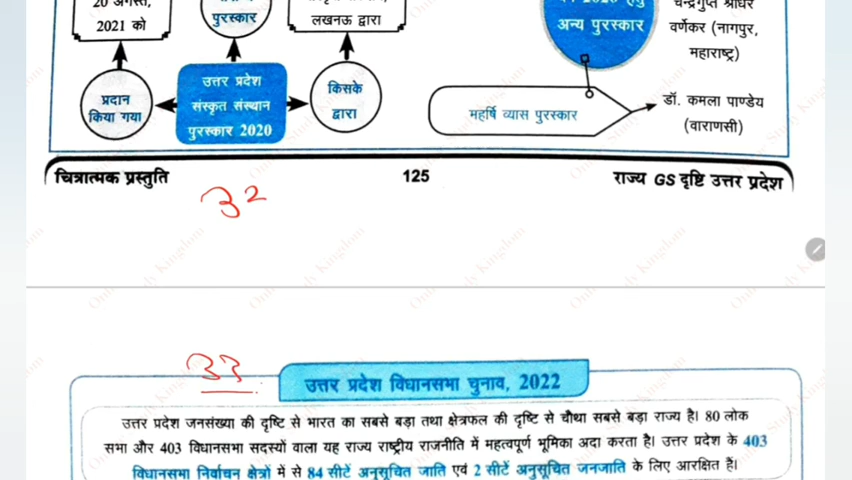 20 अगस्त,
2021 को
पुरस्कार
लखनऊ द्वारा
अन्य पुरस्कार
चन्द्रगुप्त श्रीधर
वर्णेकर (नागपुर,
महाराष्ट्र)
प्रदान
किया गया
उत्तर प्रदेश
संस्कृत संस्थान
पुरस्कार 2020
किसके
द्वारा
महर्षि व्यास पुरस्कार
डॉ. कमला पाण्डेय
(वाराणसी)
चित्रात्मक प्रस्तुति 125 राज्य GS दृष्टि उत्तर प्रदेश
32
33
उत्तर प्रदेश विधानसभा चुनाव, 2022
उत्तर प्रदेश जनसंख्या की दृष्टि से भारत का सबसे बड़ा तथा क्षेत्रफल की दृष्टि से चौथा सबसे बड़ा राज्य है। 80 लोक
सभा और 403 विधानसभा सदस्यों वाला यह राज्य राष्ट्रीय राजनीति में महत्वपूर्ण भूमिका अदा करता है। उत्तर प्रदेश के 403
विधानसभा निर्वाचन क्षेत्रों में से 84 सीटें अनुसूचित जाति एवं 2 सीटें अनुसूचित जनजाति के लिए आरक्षित हैं।